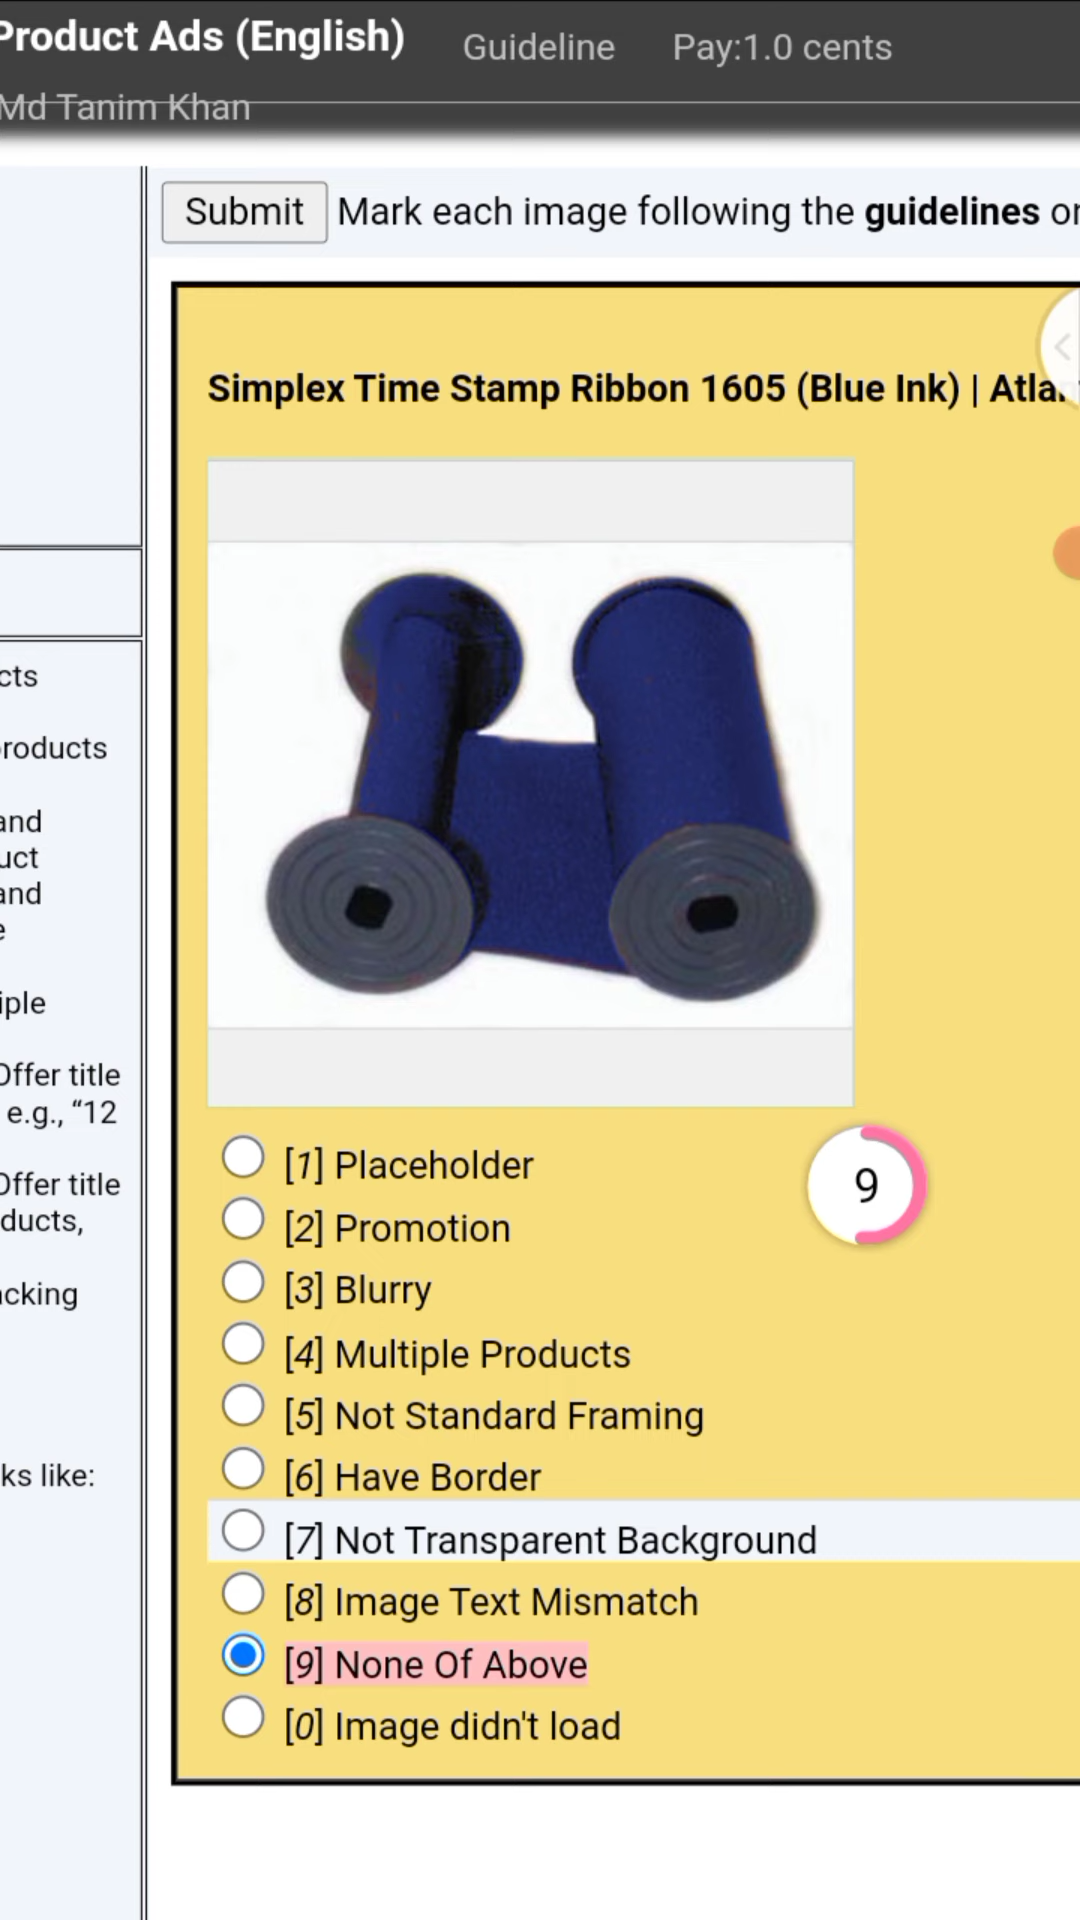 Product Ads (English)
Guideline
Pay:1.0 cents
Md Tanim Khan
Submit
Mark each image following the guidelines
Simplex Time Stamp Ribbon 1605 (Blue Ink) |
cts
products
and
uct
and
e
iple
Offer title
e.g., “12
Offer title
ducts,
acking
ks like:
[1] Placeholder
9
[2] Promotion
[3] Blurry
[4] Multiple Products
[5] Not Standard Framing
[6] Have Border
[7] Not Transparent Background
[8] Image Text Mismatch
[9] None Of Above
[0] Image didn't load